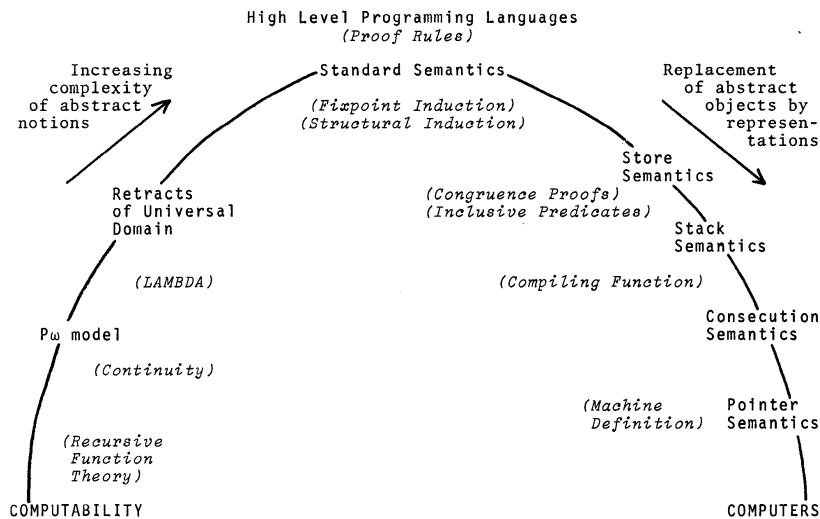 High Level Programming Languages
(Proof Rules)
Standard Semantics
Increasing
complexity
of abstract
notions
Replacement
of abstract
objects by
represen-
tations
(Fixpoint Induction)
(Structural Induction)
Store
Semantics
Retracts
of Universal
Domain
(Congruence Proofs)
(Inclusive Predicates)
Stack
Semantics
(LAMBDA)
(Compiling Function)
Consecution
Semantics
Pω model
(Continuity)
(Machine
Definition)
Pointer
Semantics
(Recursive
Function
Theory)
COMPUTABILITY
COMPUTERS